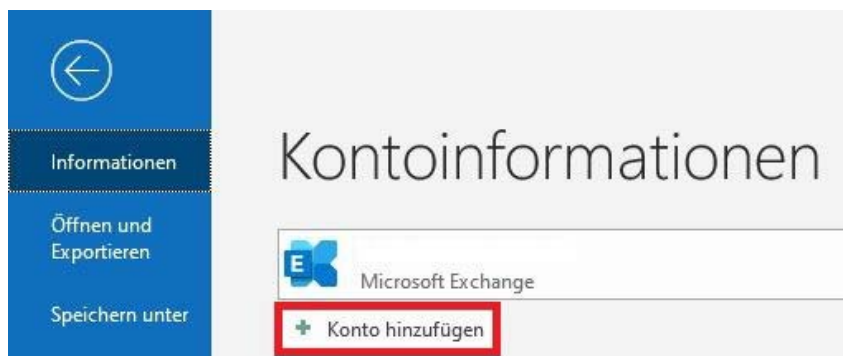 Informationen
Öffnen und
Exportieren
Speichern unter
Kontoinformationen
E
Microsoft Exchange
+ Konto hinzufügen